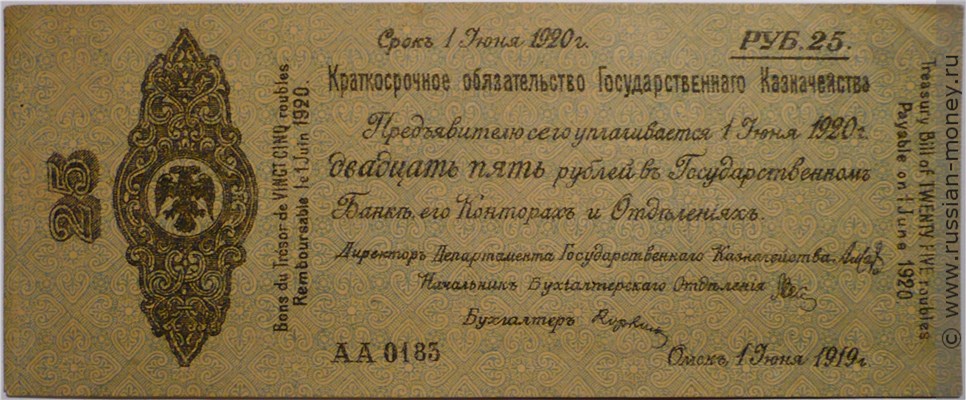 25
Bons du Trésor de VINGT CINQ roubles
Remboursable le 1 Juin 1920.
Срокъ 1 Июня 1920 г.
РУБ. 25.
Краткосрочное обязательство Государственнаго Казначейства
Предъявителю сего уплачивается 1 Июня 1920 г.
двадцать пять рублей въ Государственномъ
Банкѣ, его Конторахъ и Отдѣленіяхъ.
Директоръ Департамента Государственнаго Казначейства
Начальникъ Бухгалтерскаго Отдѣленія
Бухгалтеръ
АА 0183
Омскъ, 1 Июня 1919 г.
Treasury Bill of TWENTY FIVE roubles
Payable on 1 June 1920
© www.russian-money.ru